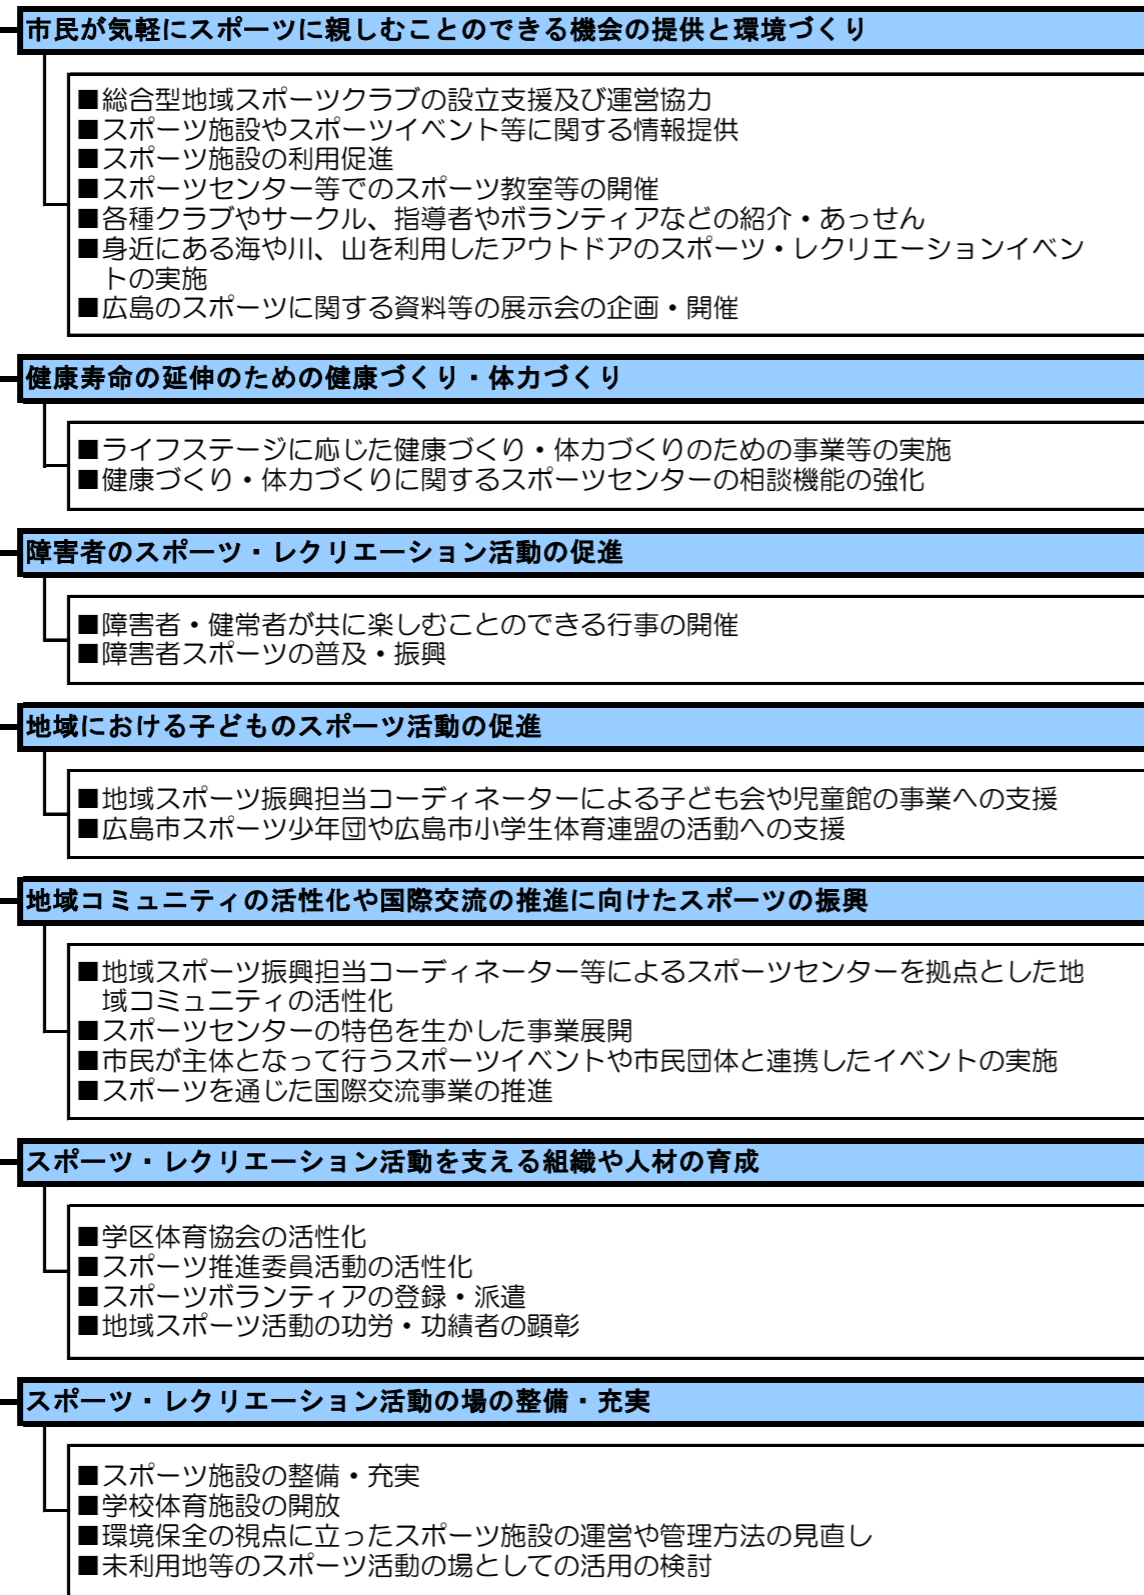 市民が気軽にスポーツに親しむことのできる機会の提供と環境づくり
■総合型地域スポーツクラブの設立支援及び運営協力
■スポーツ施設やスポーツイベント等に関する情報提供
■スポーツ施設の利用促進
■スポーツセンター等でのスポーツ教室等の開催
■各種クラブやサークル、指導者やボランティアなどの紹介・あっせん
■身近にある海や川、山を利用したアウトドアのスポーツ・レクリエーションイベン
トの実施
■広島のスポーツに関する資料等の展示会の企画・開催
健康寿命の延伸のための健康づくり・体力づくり
■ライフステージに応じた健康づくり・体力づくりのための事業等の実施
■健康づくり・体力づくりに関するスポーツセンターの相談機能の強化
障害者のスポーツ・レクリエーション活動の促進
■障害者・健常者が共に楽しむことのできる行事の開催
■障害者スポーツの普及・振興
地域における子どものスポーツ活動の促進
■地域スポーツ振興担当コーディネーターによる子ども会や児童館の事業への支援
■広島市スポーツ少年団や広島市小学生体育連盟の活動への支援
地域コミュニティの活性化や国際交流の推進に向けたスポーツの振興
■地域スポーツ振興担当コーディネーター等によるスポーツセンターを拠点とした地
域コミュニティの活性化
■スポーツセンターの特色を生かした事業展開
■市民が主体となって行うスポーツイベントや市民団体と連携したイベントの実施
■スポーツを通じた国際交流事業の推進
スポーツ・レクリエーション活動を支える組織や人材の育成
■学区体育協会の活性化
■スポーツ推進委員活動の活性化
■スポーツボランティアの登録・派遣
■地域スポーツ活動の功労・功績者の顕彰
スポーツ・レクリエーション活動の場の整備・充実
■スポーツ施設の整備・充実
■学校体育施設の開放
■環境保全の視点に立ったスポーツ施設の運営や管理方法の見直し
■未利用地等のスポーツ活動の場としての活用の検討